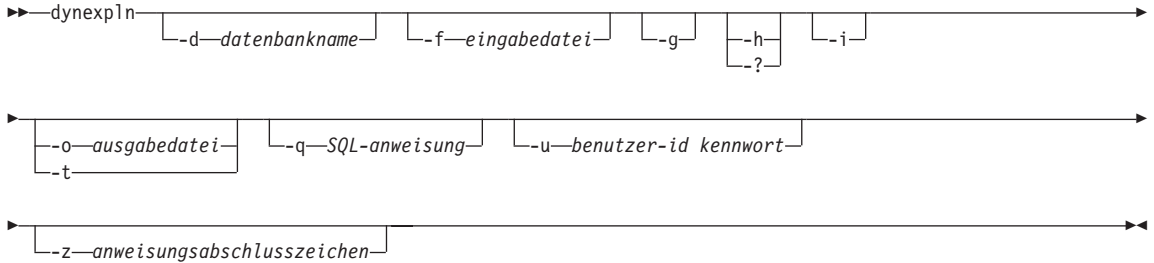 dynexpln
-d datenbankname -f eingabedatei -g -h -i
-?
-o ausgabedatei -q SQL-anweisung -u benutzer-id kennwort
-t
-z anweisungsabschlusszeichen